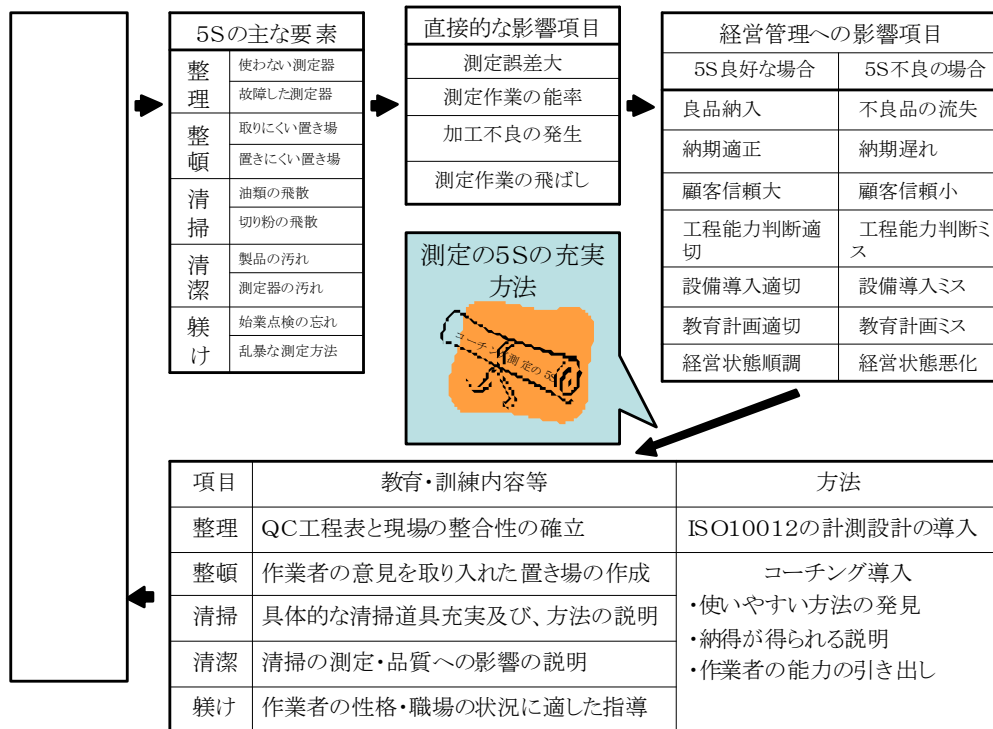 5Sの主な要素
整理
使わない測定器
故障した測定器
整頓
取りにくい置き場
置きにくい置き場
清掃
油類の飛散
切り粉の飛散
清潔
製品の汚れ
測定器の汚れ
躾け
始業点検の忘れ
乱暴な測定方法
直接的な影響項目
測定誤差大
測定作業の能率
加工不良の発生
測定作業の飛ばし
経営管理への影響項目
5S良好な場合
5S不良の場合
良品納入
不良品の流失
納期適正
納期遅れ
顧客信頼大
顧客信頼小
工程能力判断適
切
工程能力判断ミ
ス
設備導入適切
設備導入ミス
教育計画適切
教育計画ミス
経営状態順調
経営状態悪化
測定の5Sの充実
方法
コーチン
測定の5S
項目
教育・訓練内容等
方法
整理
QC工程表と現場の整合性の確立
ISO10012の計測設計の導入
整頓
作業者の意見を取り入れた置き場の作成
清掃
具体的な清掃道具充実及び、方法の説明
清潔
清掃の測定・品質への影響の説明
躾け
作業者の性格・職場の状況に適した指導
コーチング導入
・使いやすい方法の発見
・納得が得られる説明
・作業者の能力の引き出し